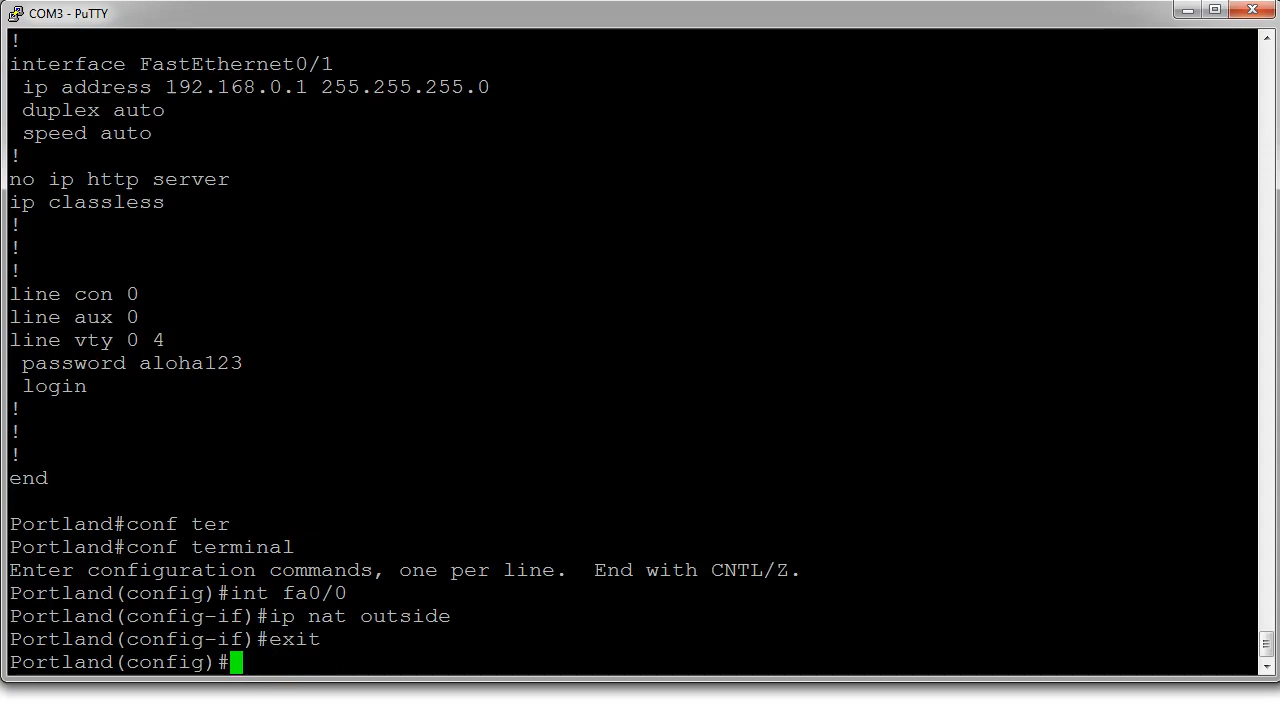 COM3 - PuTTY
!
interface FastEthernet0/1
 ip address 192.168.0.1 255.255.255.0
 duplex auto
 speed auto
!
no ip http server
ip classless
!
!
!
line con 0
line aux 0
line vty 0 4
 password aloha123
 login
!
!
!
end

Portland#conf ter
Portland#conf terminal
Enter configuration commands, one per line.  End with CNTL/Z.
Portland(config)#int fa0/0
Portland(config-if)#ip nat outside
Portland(config-if)#exit
Portland(config)#